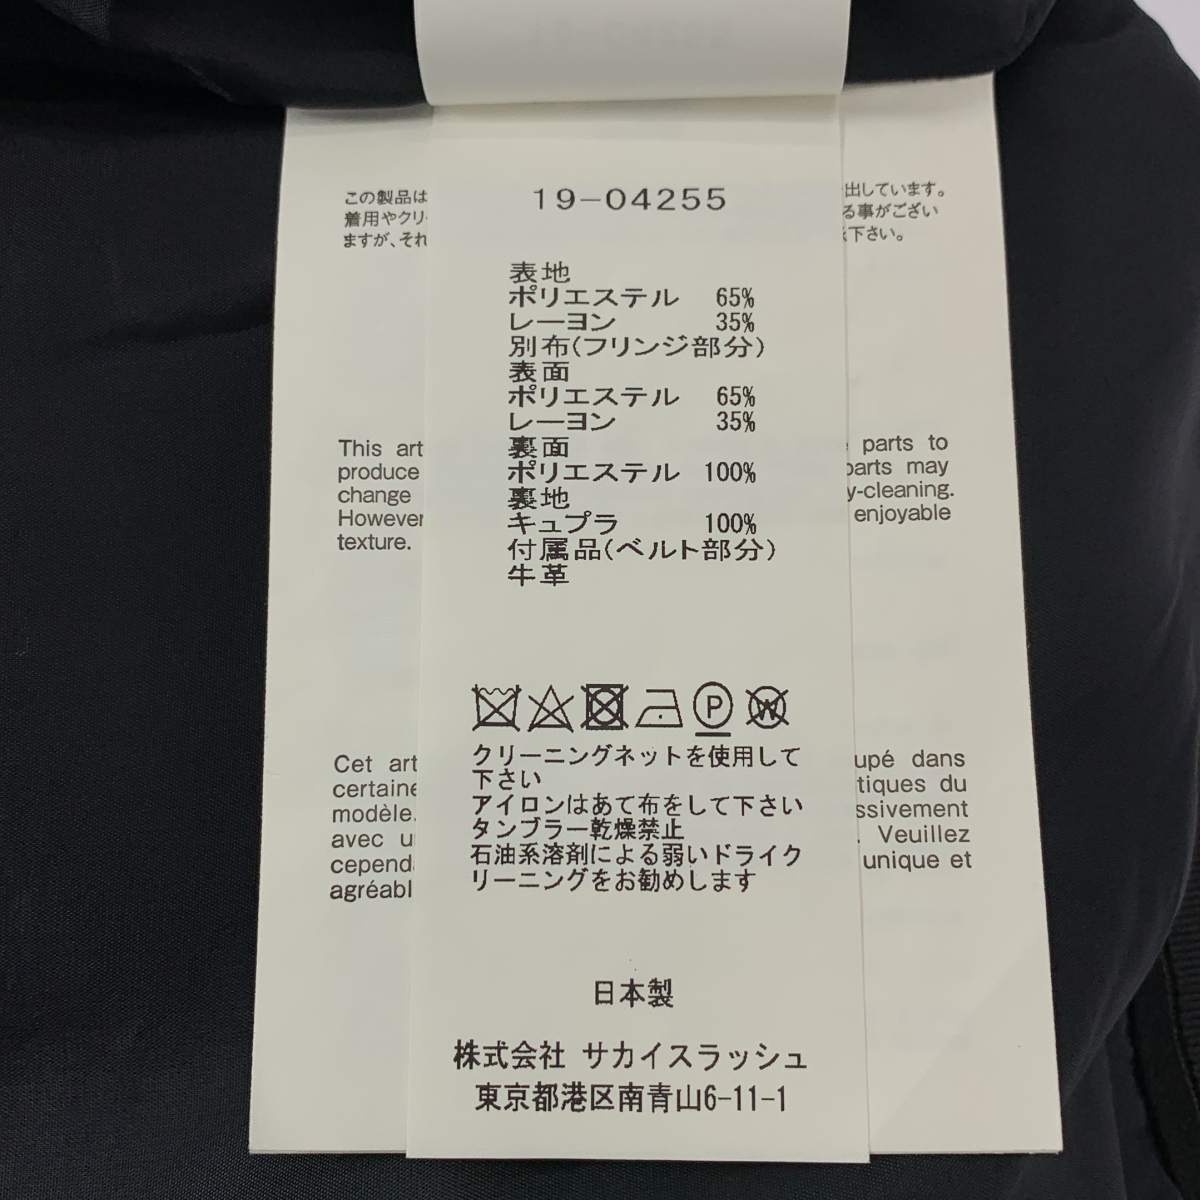 19-04255
表地
ポリエステル 65%
レーヨン 35%
別布(フリンジ部分)
表面
ポリエステル 65%
レーヨン 35%
裏面
ポリエステル 100%
裏地
キュプラ 100%
付属品(ベルト部分)
牛革
P
W
クリーニングネットを使用して
下さい
アイロンはあて布をして下さい
タンブラー乾燥禁止
石油系溶剤による弱いドライク
リーニングをお勧めします
日本製
株式会社 サカイスラッシュ
東京都港区南青山6-11-1
この製品は 出しています。
着用やクリ る事がござい
ますが、それ 下さい。
This art parts to
produce parts may
change y-cleaning.
However enjoyable
texture.
Cet art upé dans
certaine tiques du
modèle. ssivement
avec u . Veuillez
cepend unique et
agréabl